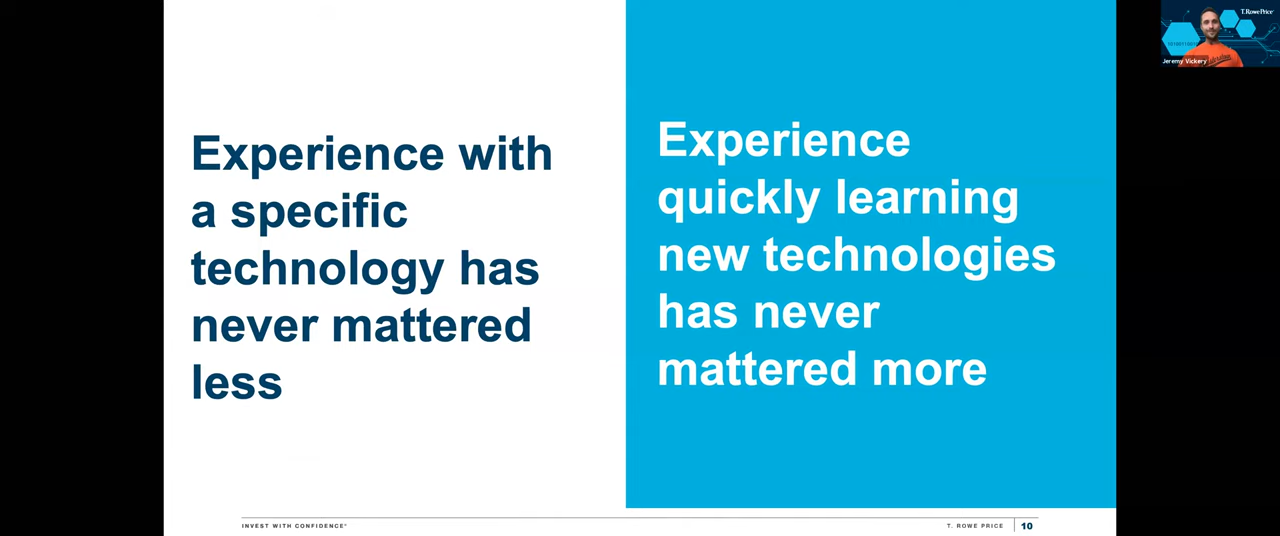 Experience with
a specific
technology has
never mattered
less
Experience
quickly learning
new technologies
has never
mattered more
INVEST WITH CONFIDENCE®
T. ROWE PRICE
10
T. Rowe Price®
Jeremy Vickery